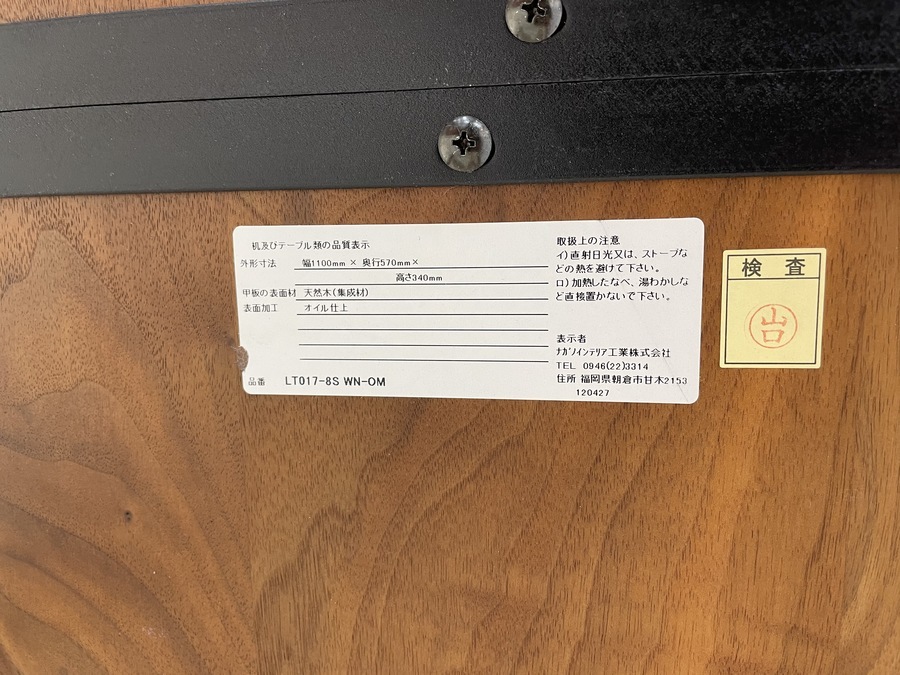 机及びテーブル類の品質表示
外形寸法 幅1100mm × 奥行570mm×
高さ340mm
甲板の表面材 天然木(集成材)
表面加工 オイル仕上
品番 LT017-8S WN-OM
取扱上の注意
イ)直射日光又は、ストーブな
どの熱を避けて下さい。
ロ)加熱したなべ、湯わかしな
ど直接置かないで下さい。
表示者
ナガノインテリア工業株式会社
TEL 0946(22)3314
住所 福岡県朝倉市甘木2153
120427
検 査
山口